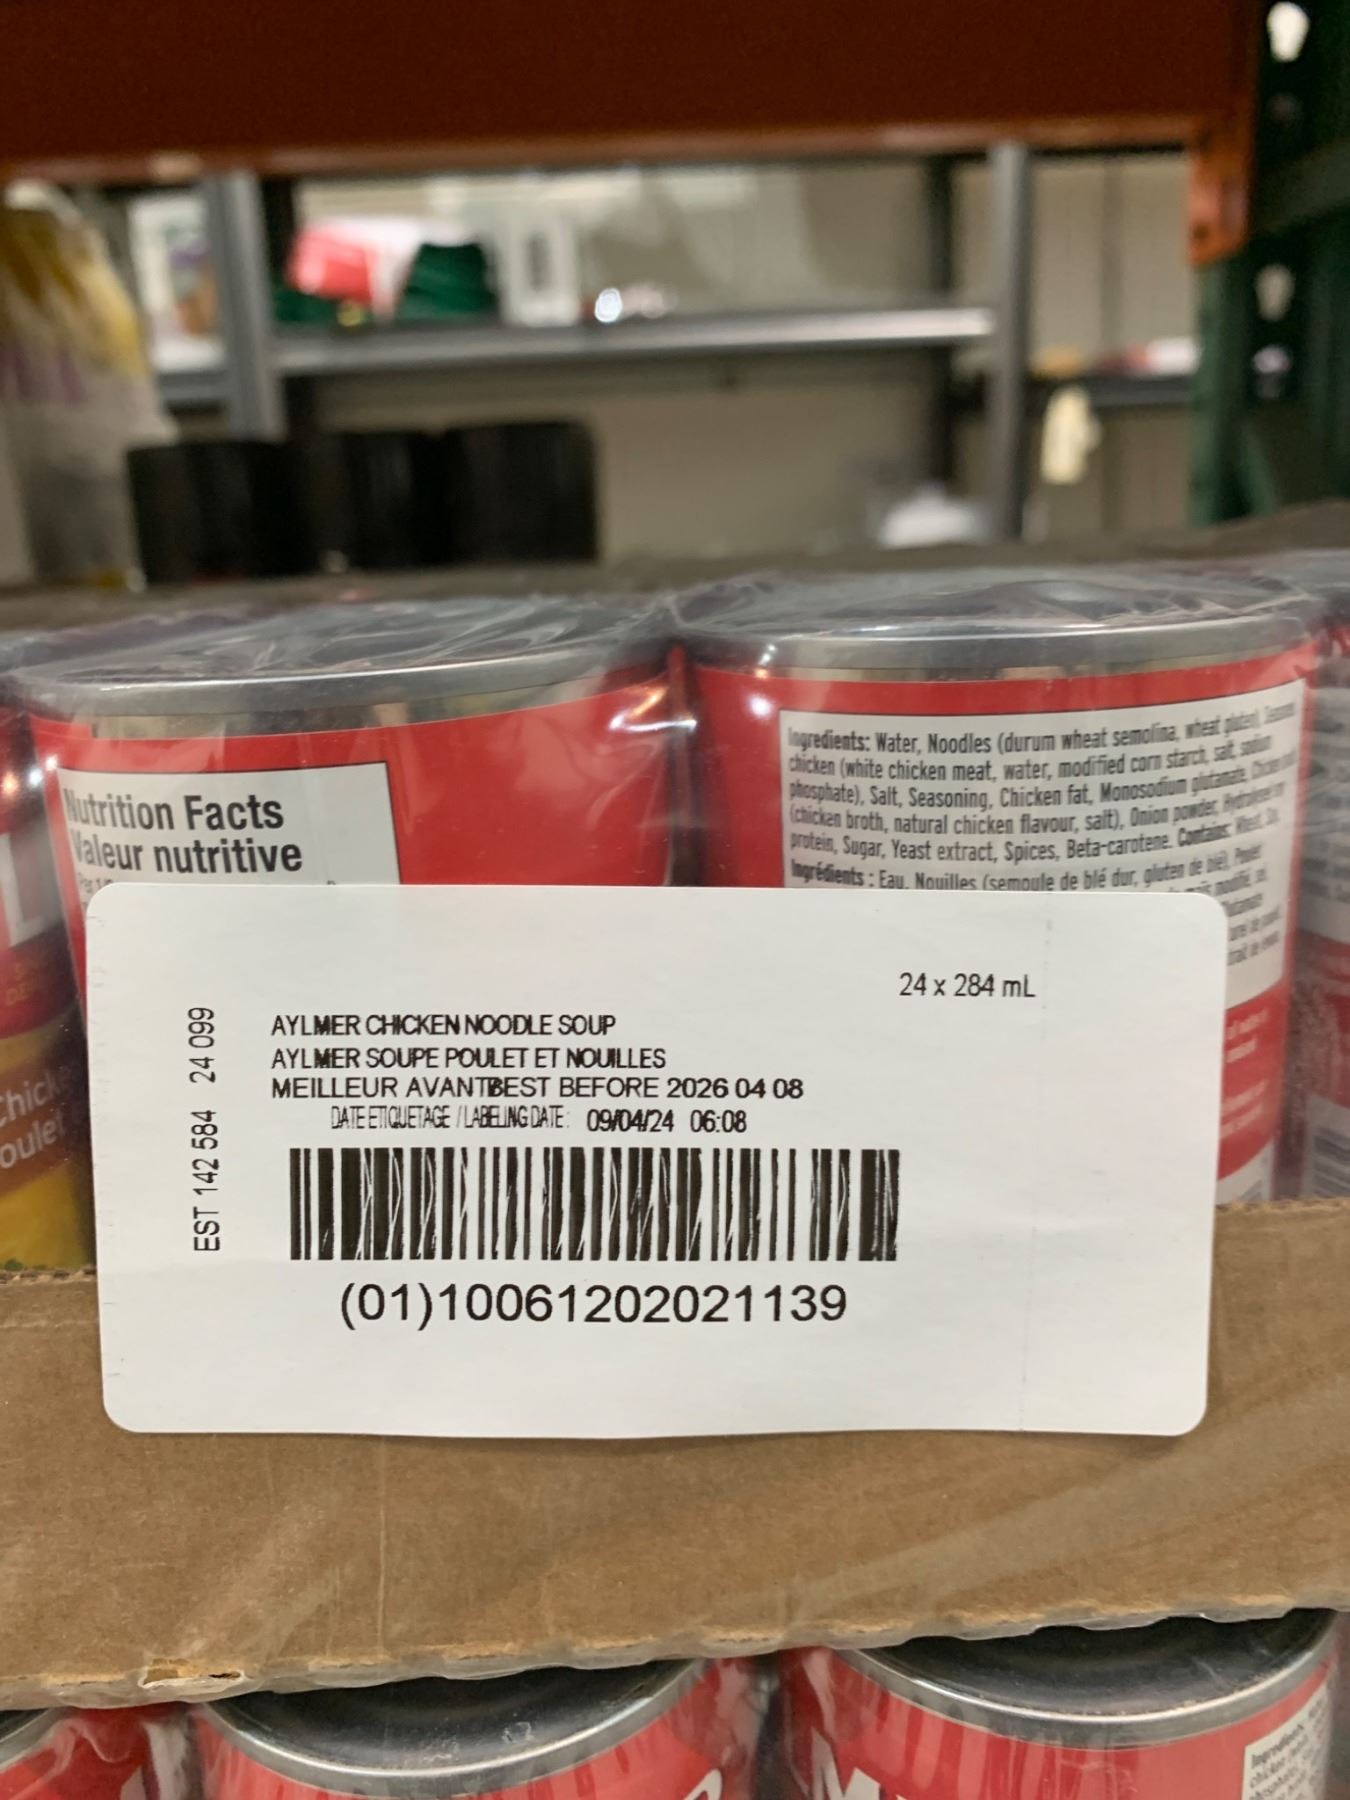 Nutrition Facts
Valeur nutritive
Ingredients: Water, Noodles (durum wheat semolina, wheat gluten),
chicken (white chicken meat, water, modified corn starch, salt, sodium
phosphate), Salt, Seasoning, Chicken fat, Monosodium glutamate, Chicken
(chicken broth, natural chicken flavour, salt), Onion powder,
protein, Sugar, Yeast extract, Spices, Beta-carotene. Contains: Wheat,
Ingrédients : Eau, Nouilles (semoule de blé dur, gluten de blé),
24 x 284 mL
EST 142 584 24 099
AYLMER CHICKEN NOODLE SOUP
AYLMER SOUPE POULET ET NOUILLES
MEILLEUR AVANT BEST BEFORE 2026 04 08
DATE ETIQUETAGE / LABELING DATE: 09/04/24 06:08
(01)10061202021139